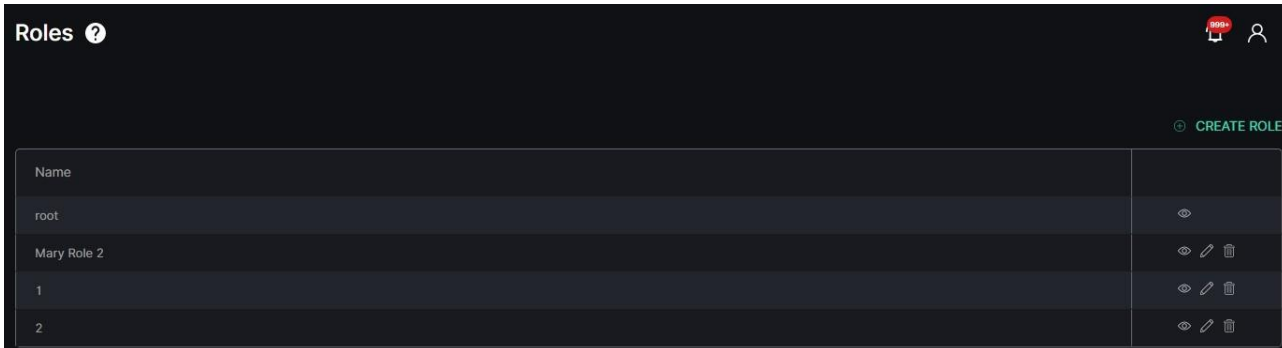 Roles ?
999+
CREATE ROLE
Name
root
Mary Role 2
1
2